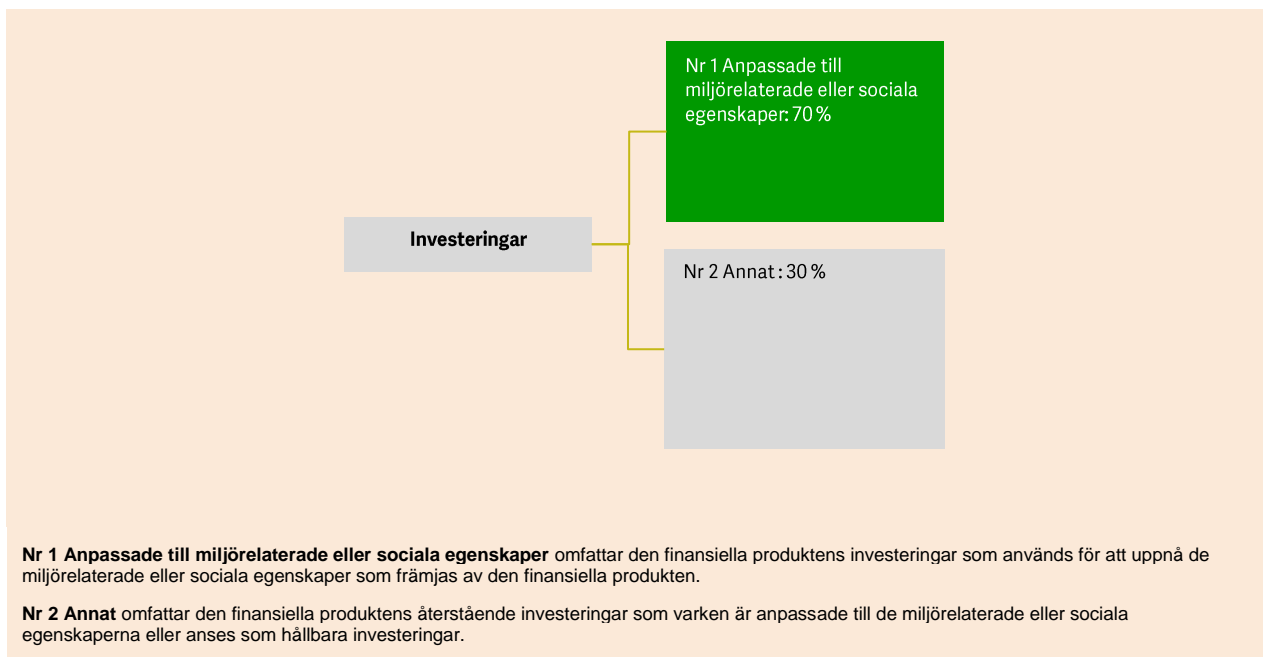 Nr 1 Anpassade till
miljörelaterade eller sociala
egenskaper: 70 %
Investeringar
Nr 2 Annat : 30 %
Nr 1 Anpassade till miljörelaterade eller sociala egenskaper omfattar den finansiella produktens investeringar som används för att uppnå de
miljörelaterade eller sociala egenskaper som främjas av den finansiella produkten.
Nr 2 Annat omfattar den finansiella produktens återstående investeringar som varken är anpassade till de miljörelaterade eller sociala
egenskaperna eller anses som hållbara investeringar.